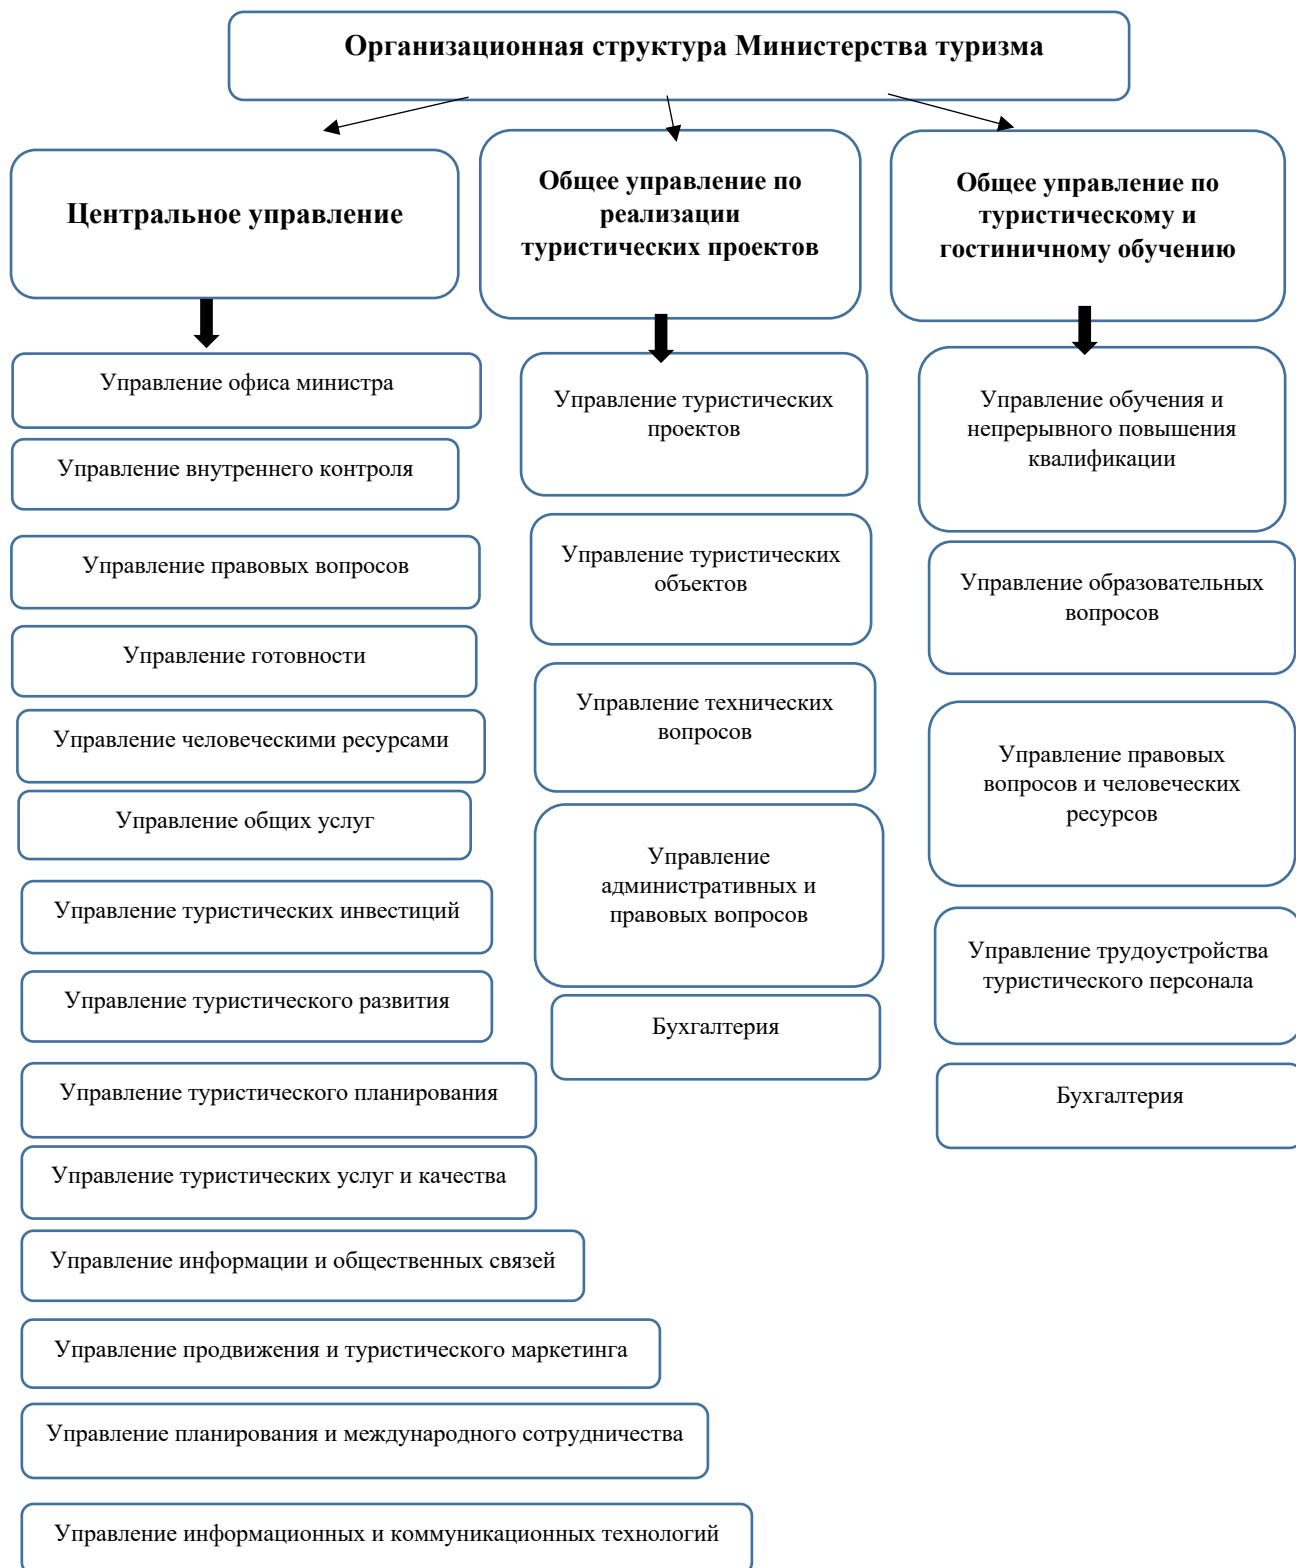 Организационная структура Министерства туризма
Центральное управление
Управление офиса министра
Управление внутреннего контроля
Управление правовых вопросов
Управление готовности
Управление человеческими ресурсами
Управление общих услуг
Управление туристических инвестиций
Управление туристического развития
Управление туристического планирования
Управление туристических услуг и качества
Управление информации и общественных связей
Управление продвижения и туристического маркетинга
Управление планирования и международного сотрудничества
Управление информационных и коммуникационных технологий
Общее управление по
реализации
туристических проектов
Управление туристических
проектов
Управление туристических
объектов
Управление технических
вопросов
Управление
административных и
правовых вопросов
Бухгалтерия
Общее управление по
туристическому и
гостиничному обучению
Управление обучения и
непрерывного повышения
квалификации
Управление образовательных
вопросов
Управление правовых
вопросов и человеческих
ресурсов
Управление трудоустройства
туристического персонала
Бухгалтерия